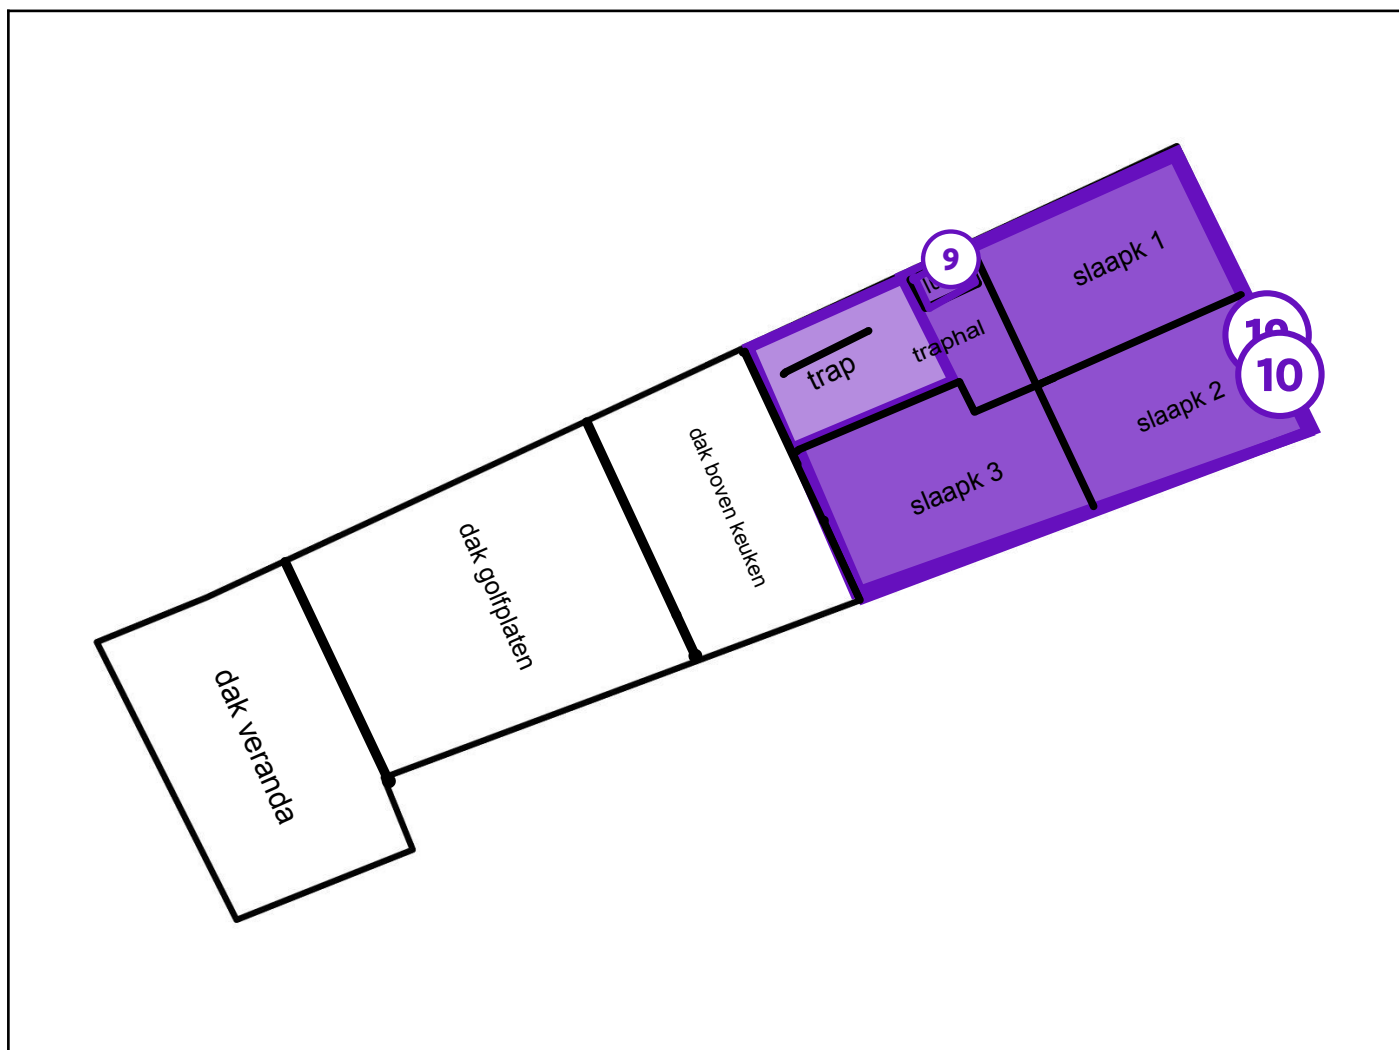 9
slaapk 1
traphal
trap
10
slaapk 2
slaapk 3
dak boven keuken
dak golfplaten
dak veranda